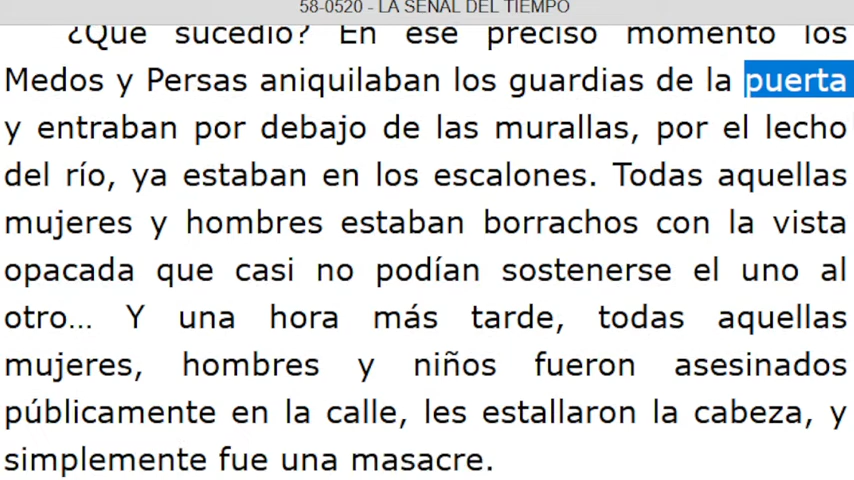 58-0520 - LA SEÑAL DEL TIEMPO
¿Qué sucedió? En ese preciso momento los
Medos y Persas aniquilaban los guardias de la puerta
y entraban por debajo de las murallas, por el lecho
del río, ya estaban en los escalones. Todas aquellas
mujeres y hombres estaban borrachos con la vista
opacada que casi no podían sostenerse el uno al
otro… Y una hora más tarde, todas aquellas
mujeres, hombres y niños fueron asesinados
públicamente en la calle, les estallaron la cabeza, y
simplemente fue una masacre.